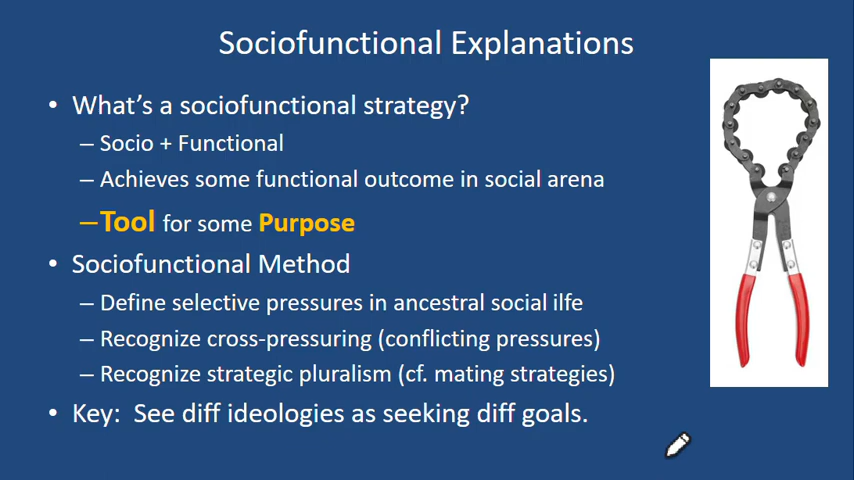 Sociofunctional Explanations
• What's a sociofunctional strategy?
– Socio + Functional
– Achieves some functional outcome in social arena
–Tool for some Purpose
• Sociofunctional Method
– Define selective pressures in ancestral social ilfe
– Recognize cross-pressuring (conflicting pressures)
– Recognize strategic pluralism (cf. mating strategies)
• Key: See diff ideologies as seeking diff goals.